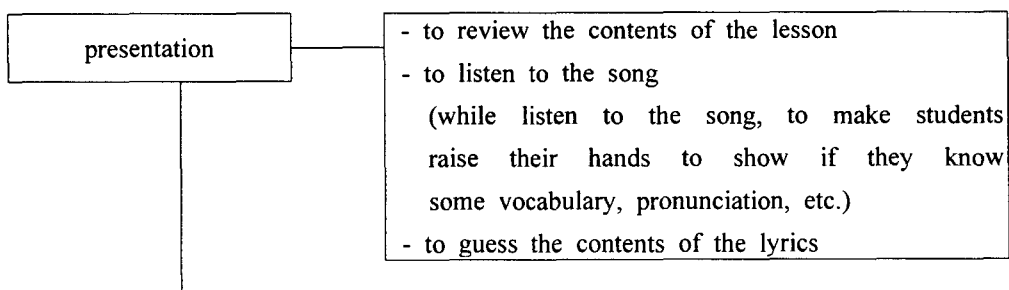 presentation
- to review the contents of the lesson
- to listen to the song
(while listen to the song, to make students
raise their hands to show if they know
some vocabulary, pronunciation, etc.)
- to guess the contents of the lyrics